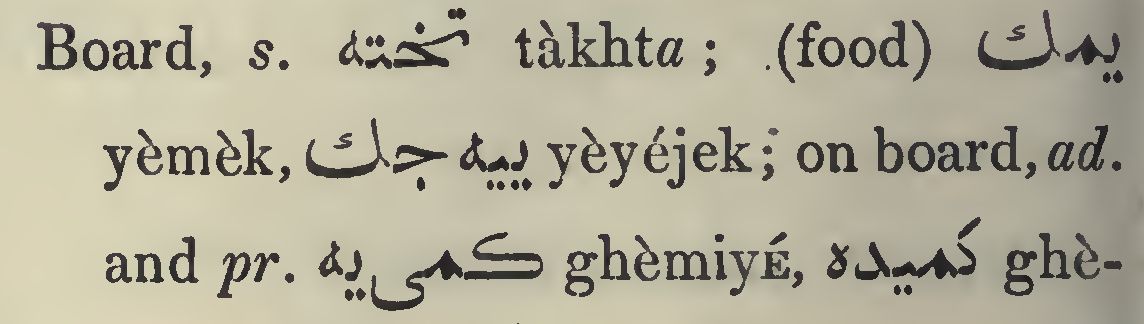 Board, s. تخته tàkhta; (food) يمك
yèmèk, ييه جك yèyéjek; on board, ad.
and pr. كمى يه ghèmiyÉ, كميده ghè-